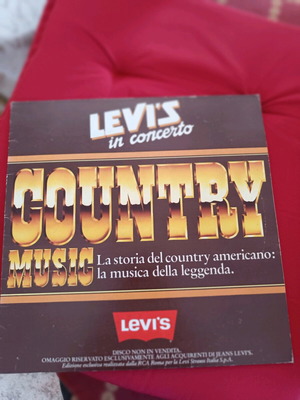 LEVI'S
in concerto
COUNTRY
MUSIC
La storia del country americano:
la musica della leggenda.
LEVI'S
DISCO NON IN VENDITA.
OMAGGIO RISERVATO ESCLUSIVAMENTE AGLI ACQUIRENTI DI JEANS LEVI'S.
Edizione esclusiva realizzata dalla RCA Roma per la Levi Strauss Italia S.p.A.